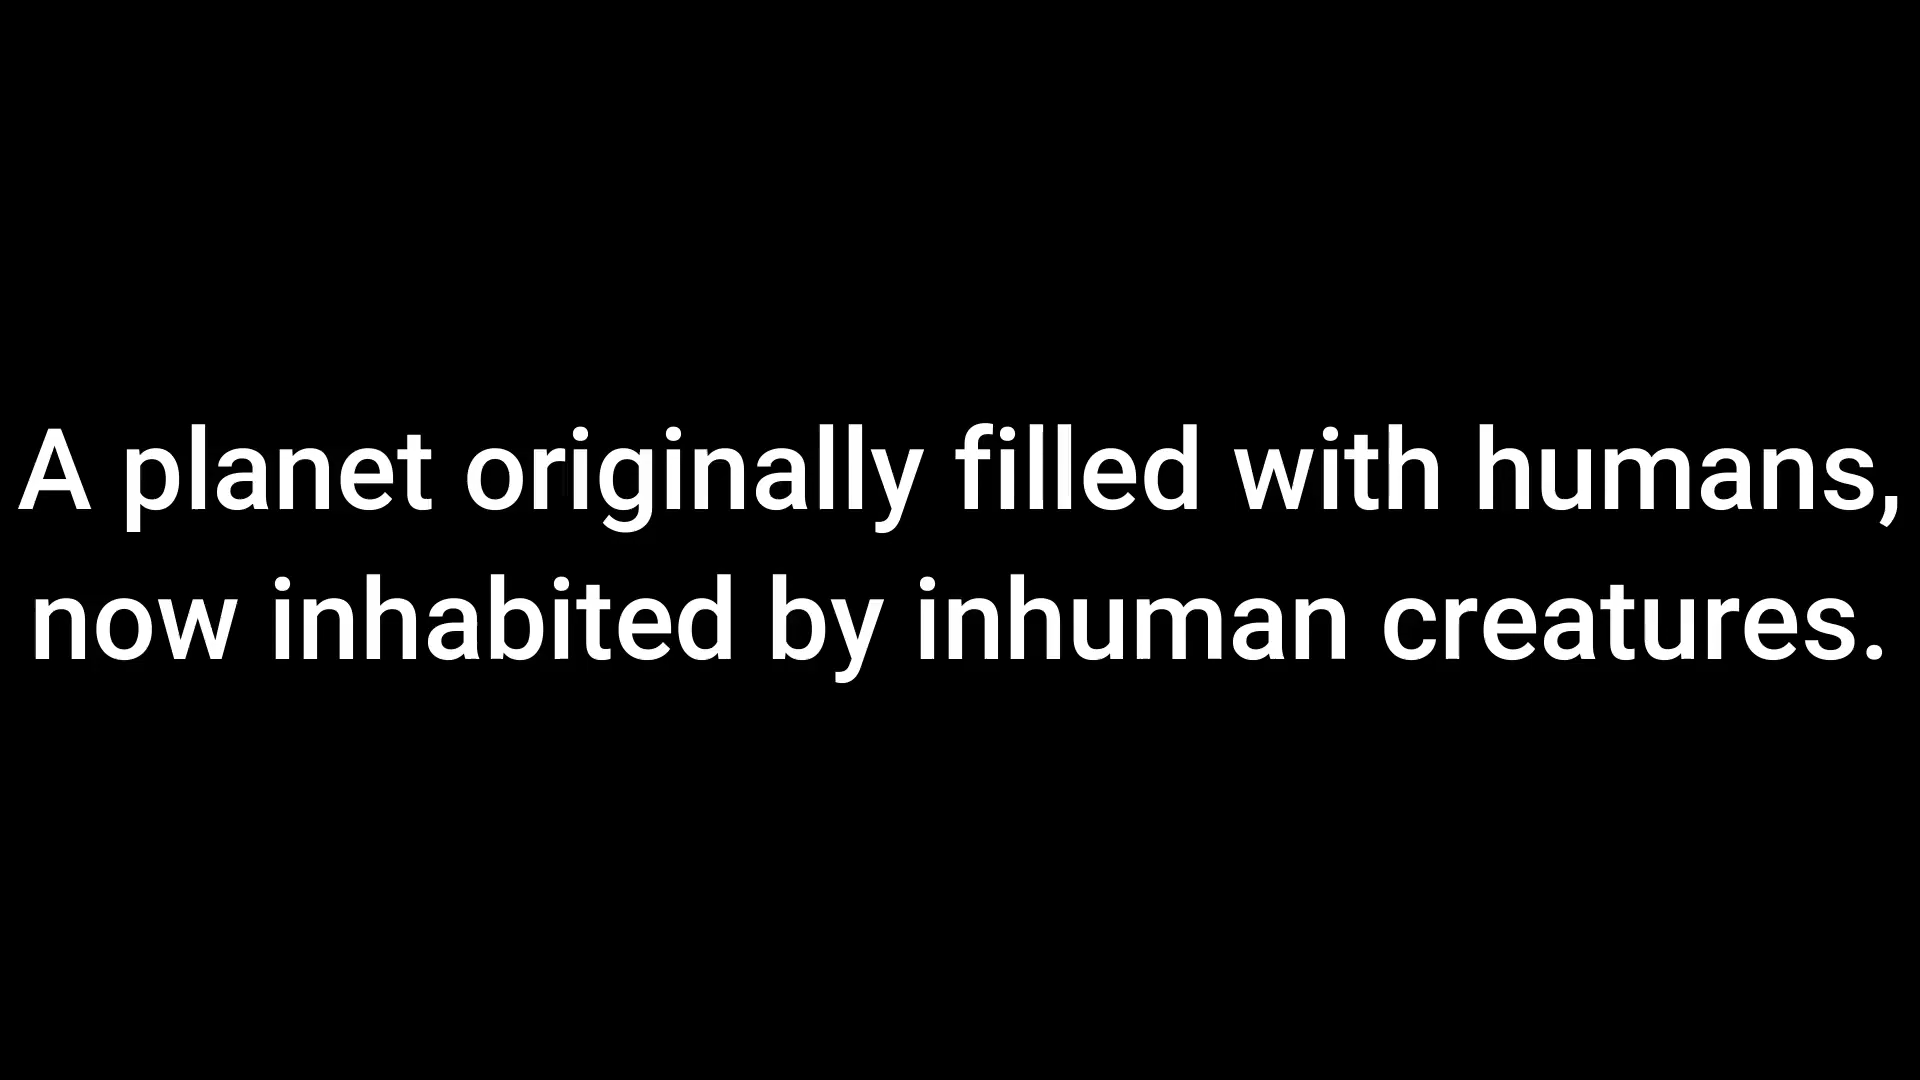 A planet originally filled with humans,
now inhabited by inhuman creatures.